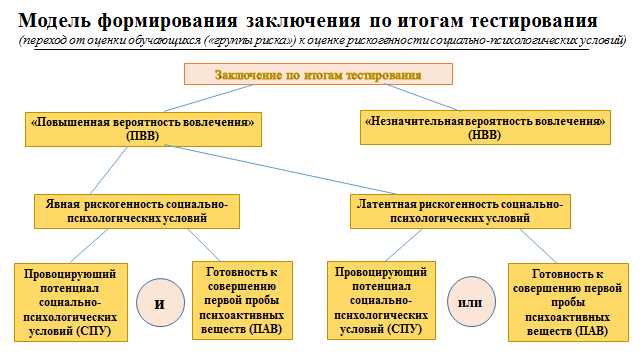 Модель формирования заключения по итогам тестирования
(переход от оценки обучающихся («группы риска») к оценке рискогенности социально-психологических условий)
Заключение по итогам тестирования
«Повышенная вероятность вовлечения»
(ПВВ)
«Незначительная вероятность вовлечения»
(НВВ)
Явная рискогенность социально-
психологических условий
Латентная рискогенность социально-
психологических условий
Провоцирующий
потенциал
социально-
психологических
условий (СПУ)
и
Готовность к
совершению
первой пробы
психоактивных
веществ (ПАВ)
Провоцирующий
потенциал
социально-
психологических
условий (СПУ)
или
Готовность к
совершению первой
пробы
психоактивных
веществ (ПАВ)